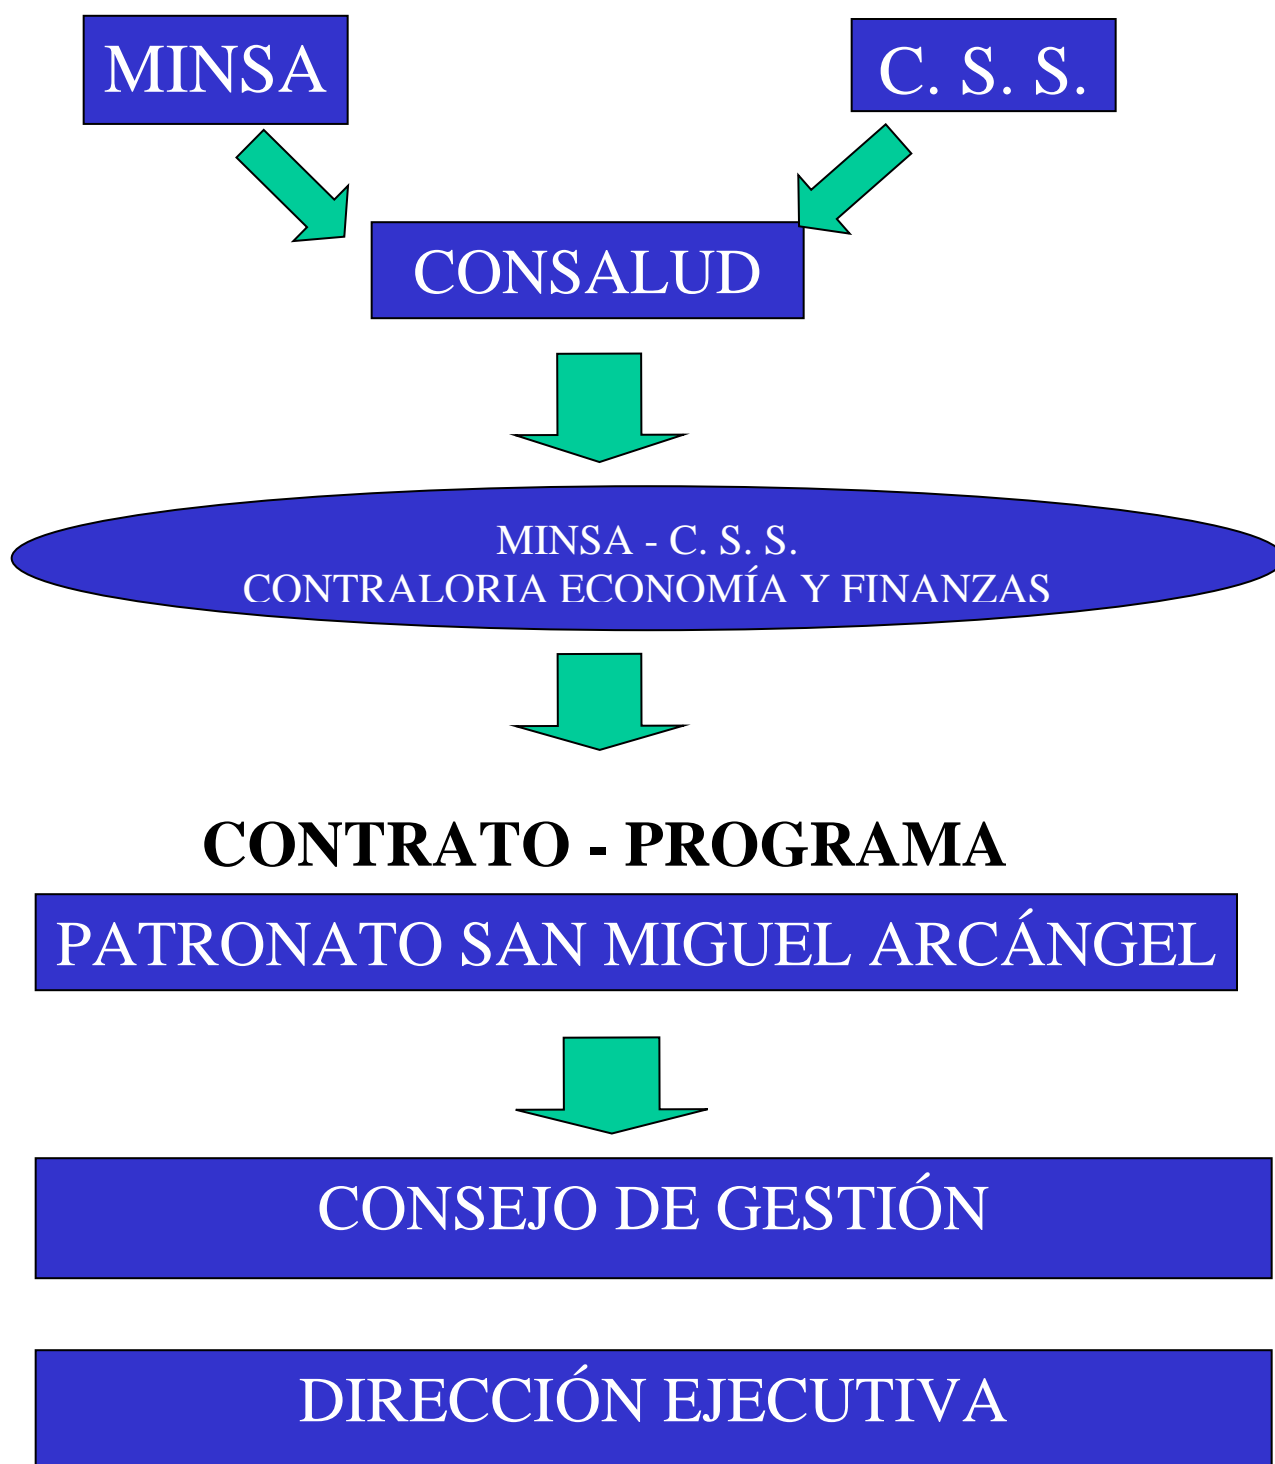 MINSA
C. S. S.
CONSALUD
MINSA - C. S. S.
CONTRALORIA ECONOMÍA Y FINANZAS
CONTRATO - PROGRAMA
PATRONATO SAN MIGUEL ARCÁNGEL
CONSEJO DE GESTIÓN
DIRECCIÓN EJECUTIVA